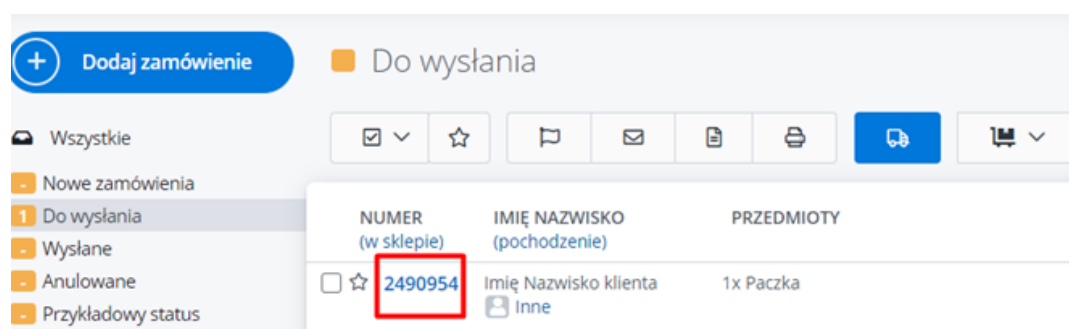 Dodaj zamówienie
Wszystkie
- Nowe zamówienia
1 Do wysłania
- Wysłane
- Anulowane
- Przykładowy status
Do wysłania
NUMER IMIĘ NAZWISKO PRZEDMIOTY
(w sklepie) (pochodzenie)
2490954 Imię Nazwisko klienta 1x Paczka
Inne